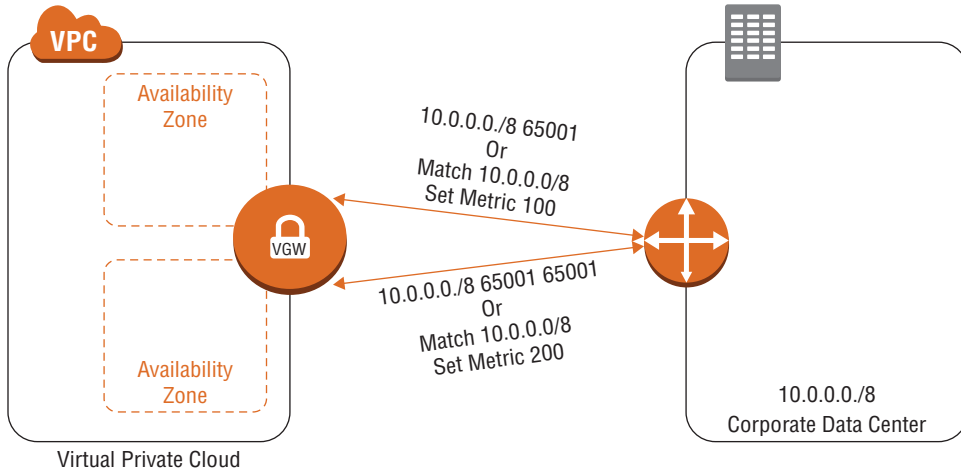 VPC
Availability
Zone
VGW
Availability
Zone
Virtual Private Cloud
10.0.0.0./8 65001
Or
Match 10.0.0.0/8
Set Metric 100
10.0.0.0./8 65001 65001
Or
Match 10.0.0.0/8
Set Metric 200
10.0.0.0./8
Corporate Data Center